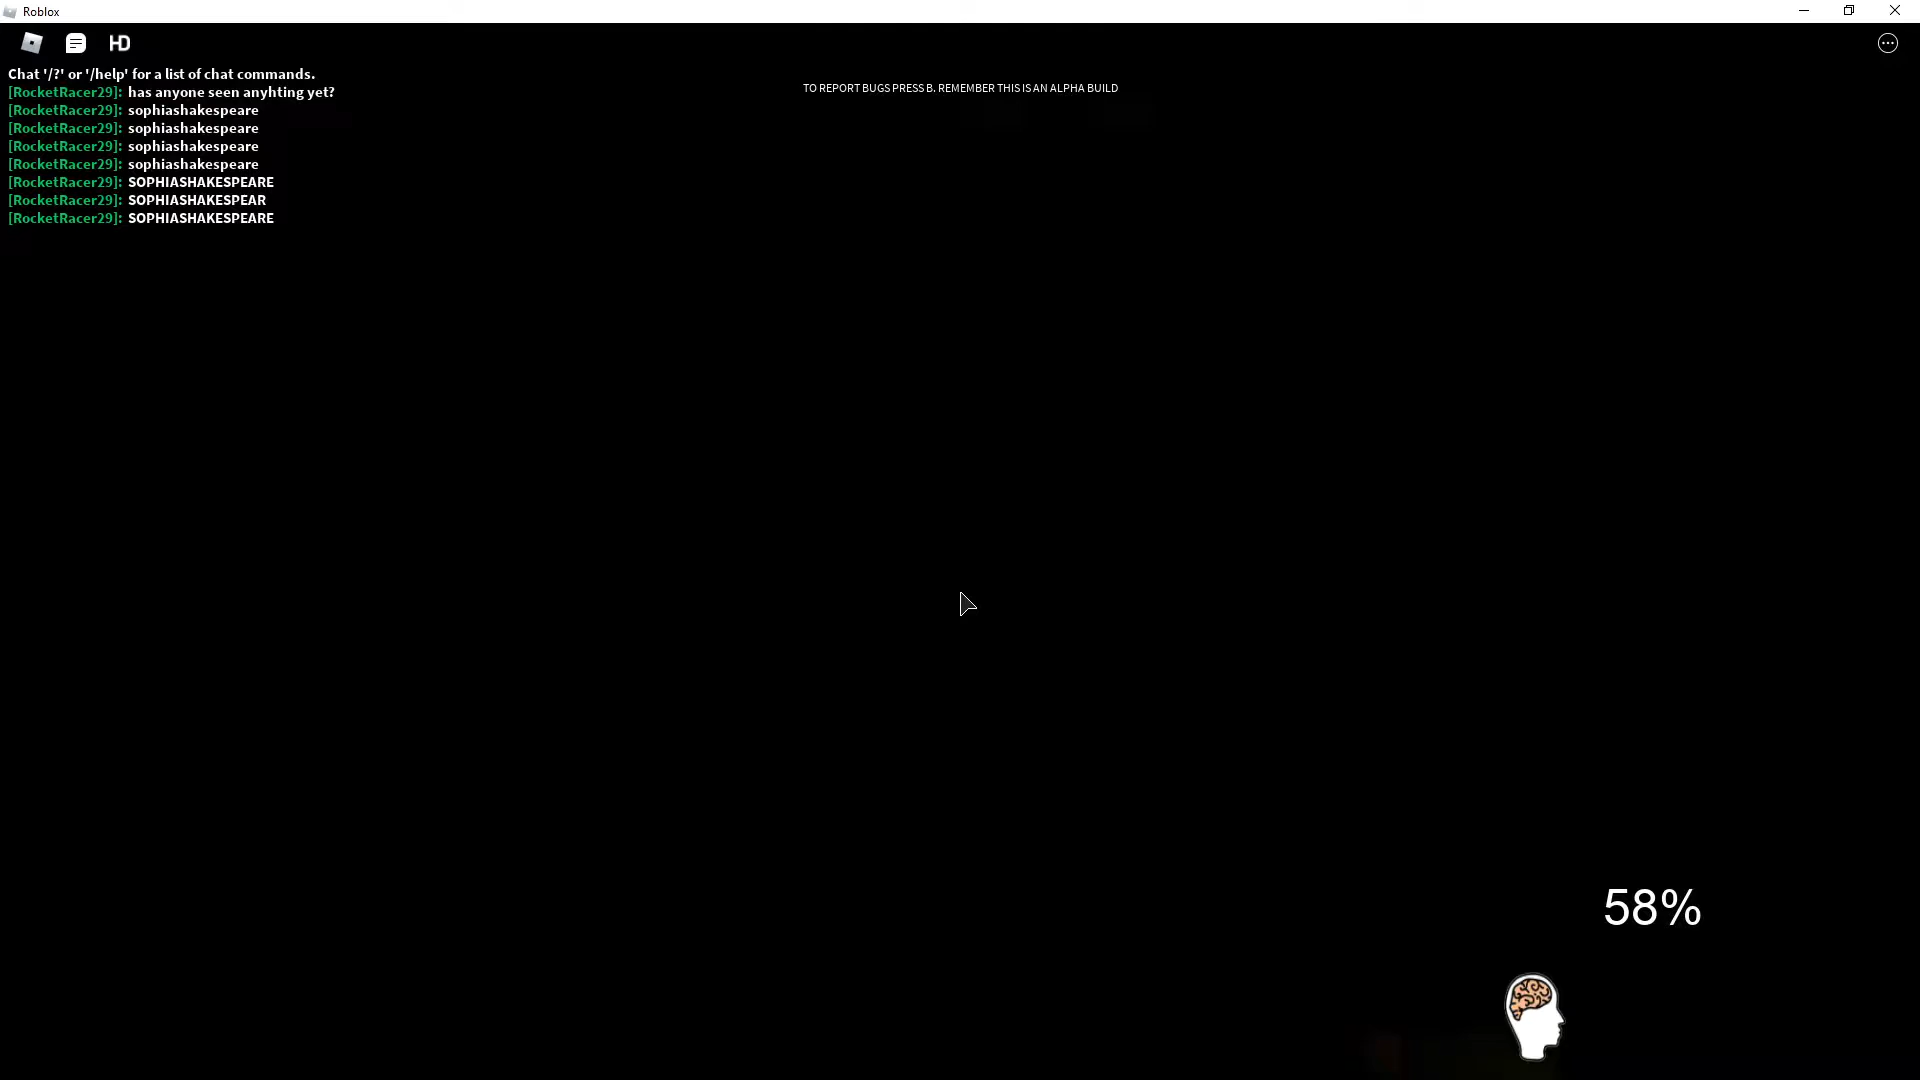 Roblox
HD
Chat '/?' or '/help' for a list of chat commands.
[RocketRacer29]: has anyone seen anyhting yet?
[RocketRacer29]: sophiashakespeare
[RocketRacer29]: sophiashakespeare
[RocketRacer29]: sophiashakespeare
[RocketRacer29]: sophiashakespeare
[RocketRacer29]: SOPHIASHAKESPEARE
[RocketRacer29]: SOPHIASHAKESPEAR
[RocketRacer29]: SOPHIASHAKESPEARE
TO REPORT BUGS PRESS B. REMEMBER THIS IS AN ALPHA BUILD
58%